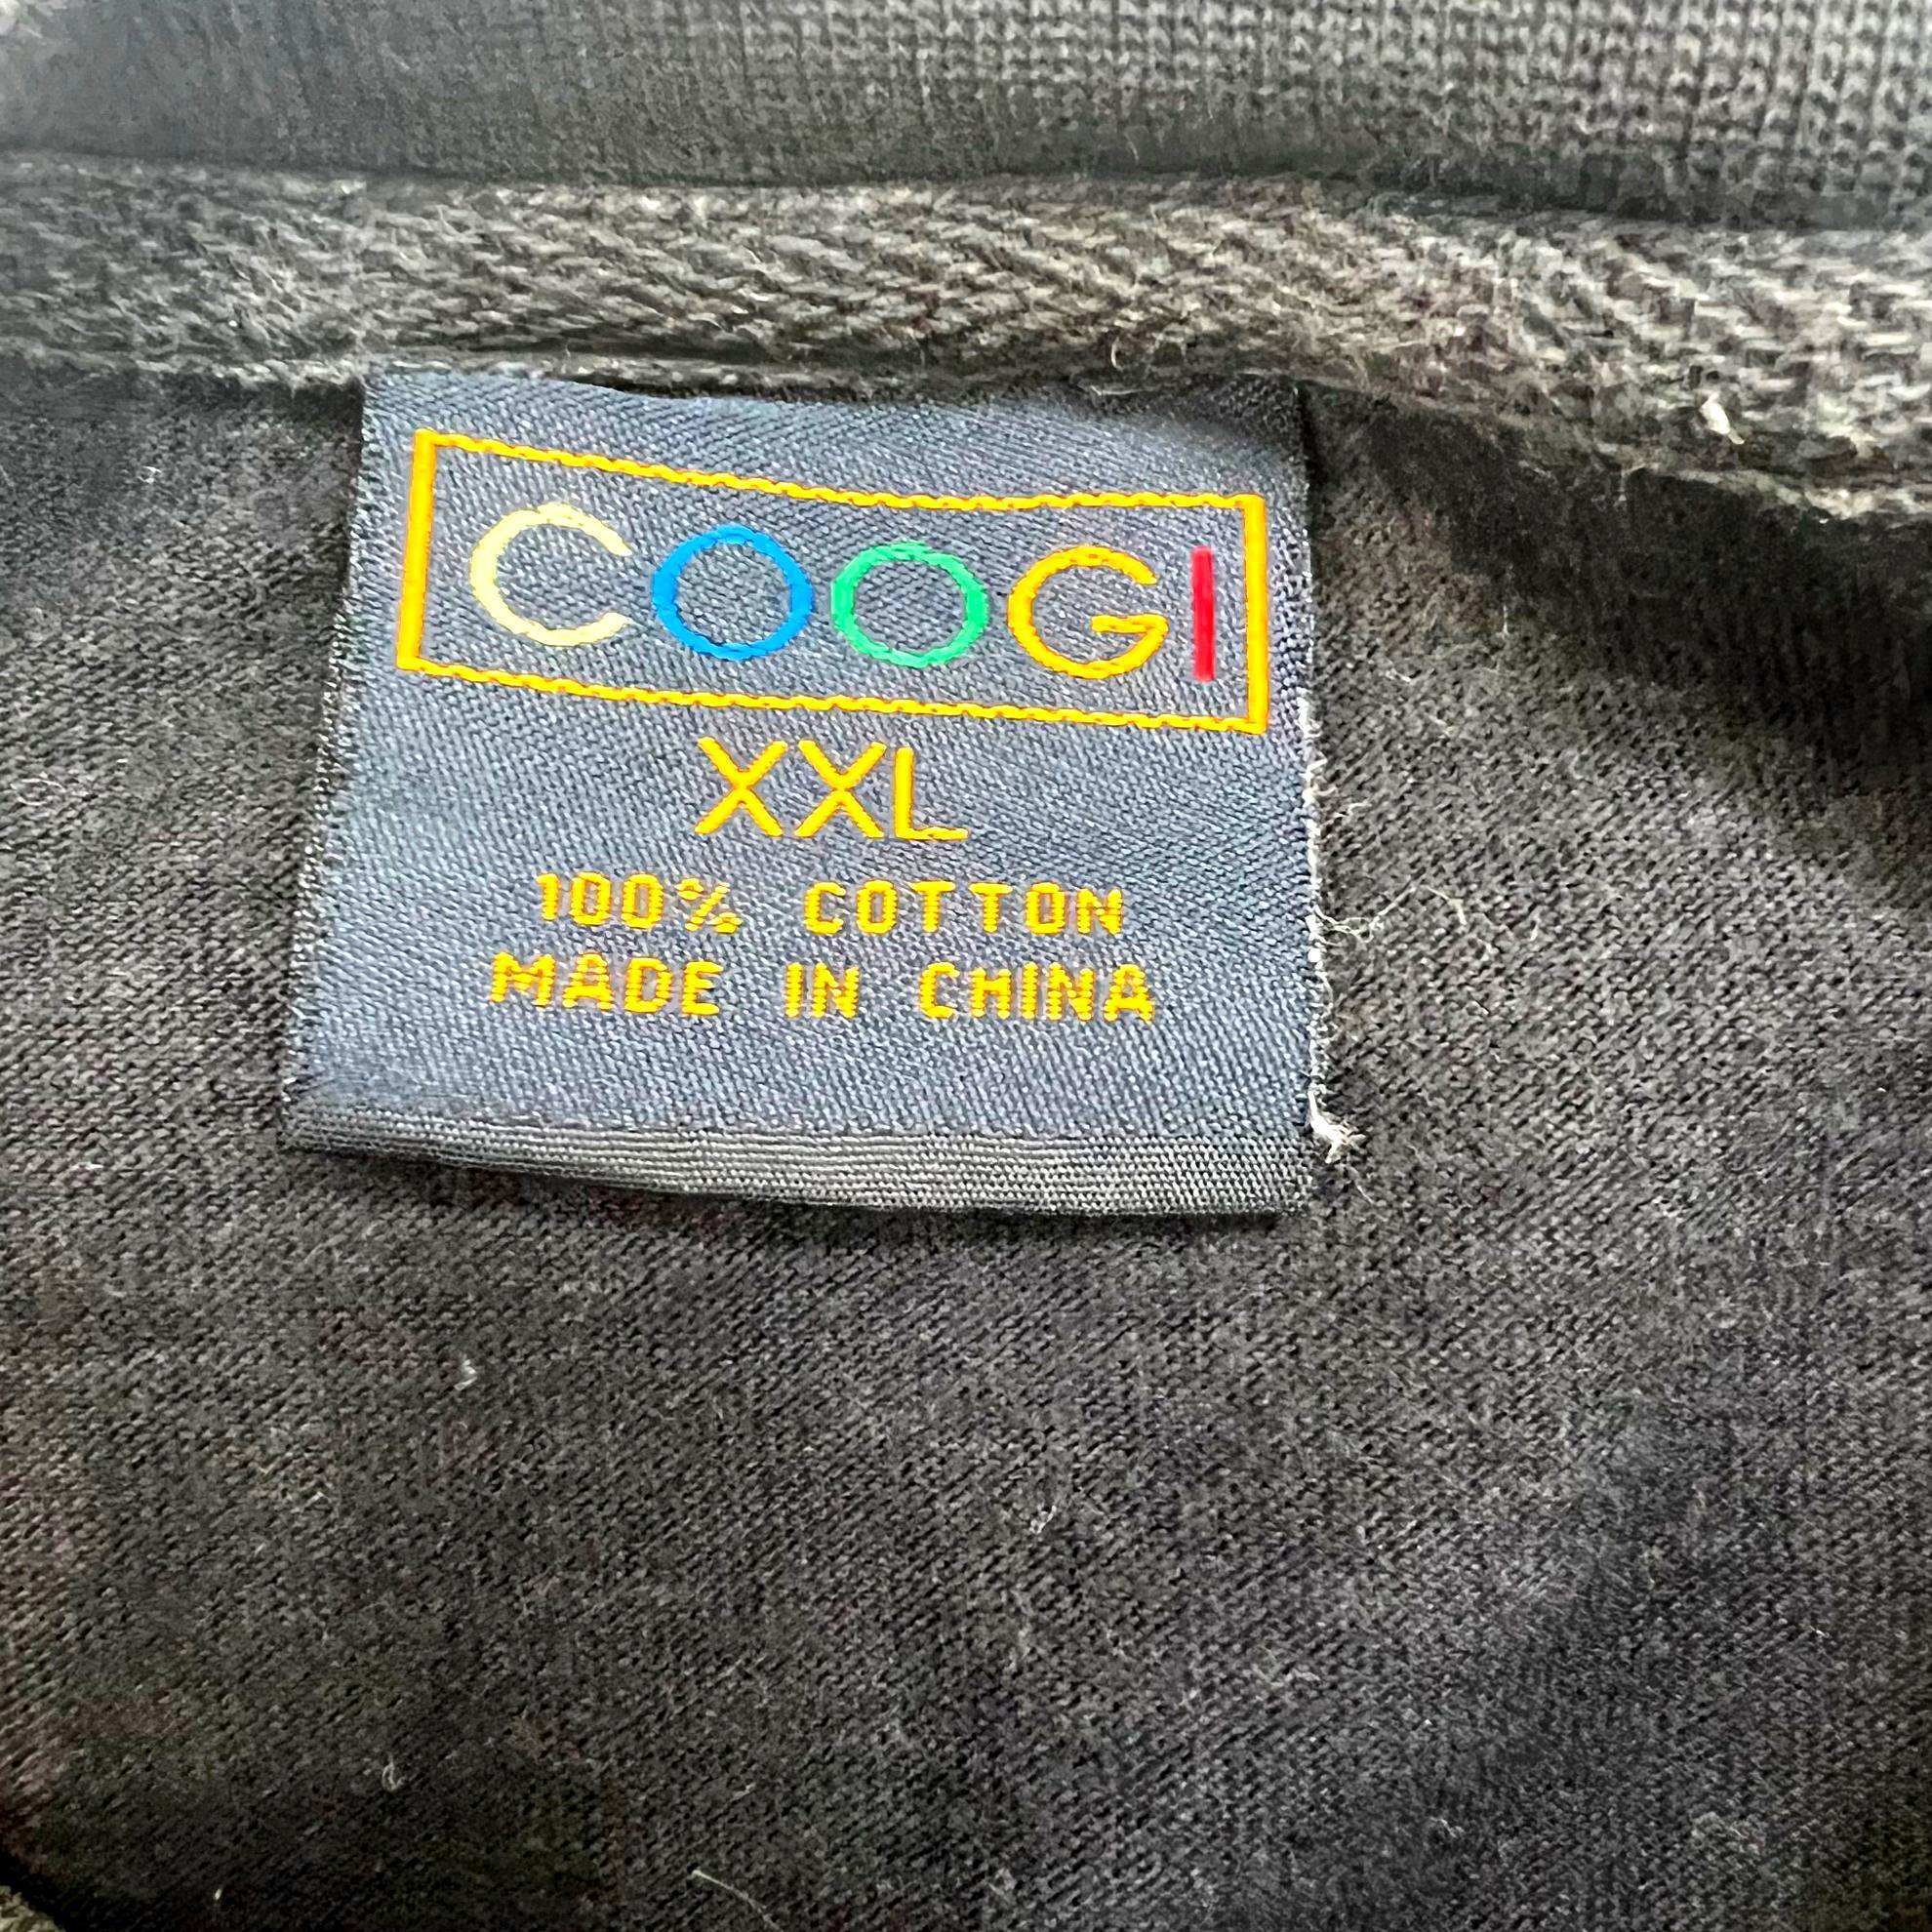 COOGI
XXL
100% COTTON
MADE IN CHINA